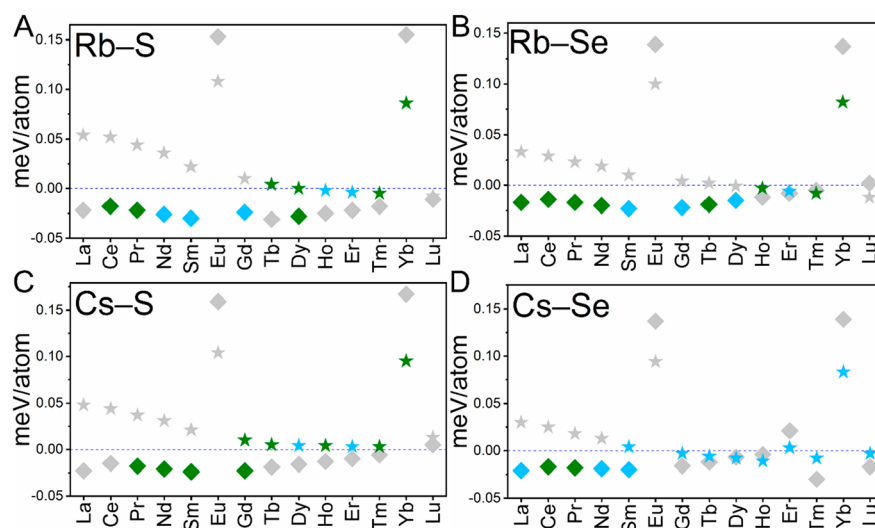 A
Rb–S
meV/atom
0.15
0.10
0.05
0.00
-0.05
La Ce Pr Nd Sm Eu Gd Tb Dy Ho Er Tm Yb Lu
B
Rb–Se
meV/atom
0.15
0.10
0.05
0.00
-0.05
La Ce Pr Nd Sm Eu Gd Tb Dy Ho Er Tm Yb Lu
C
Cs–S
meV/atom
0.15
0.10
0.05
0.00
-0.05
La Ce Pr Nd Sm Eu Gd Tb Dy Ho Er Tm Yb Lu
D
Cs–Se
meV/atom
0.15
0.10
0.05
0.00
-0.05
La Ce Pr Nd Sm Eu Gd Tb Dy Ho Er Tm Yb Lu